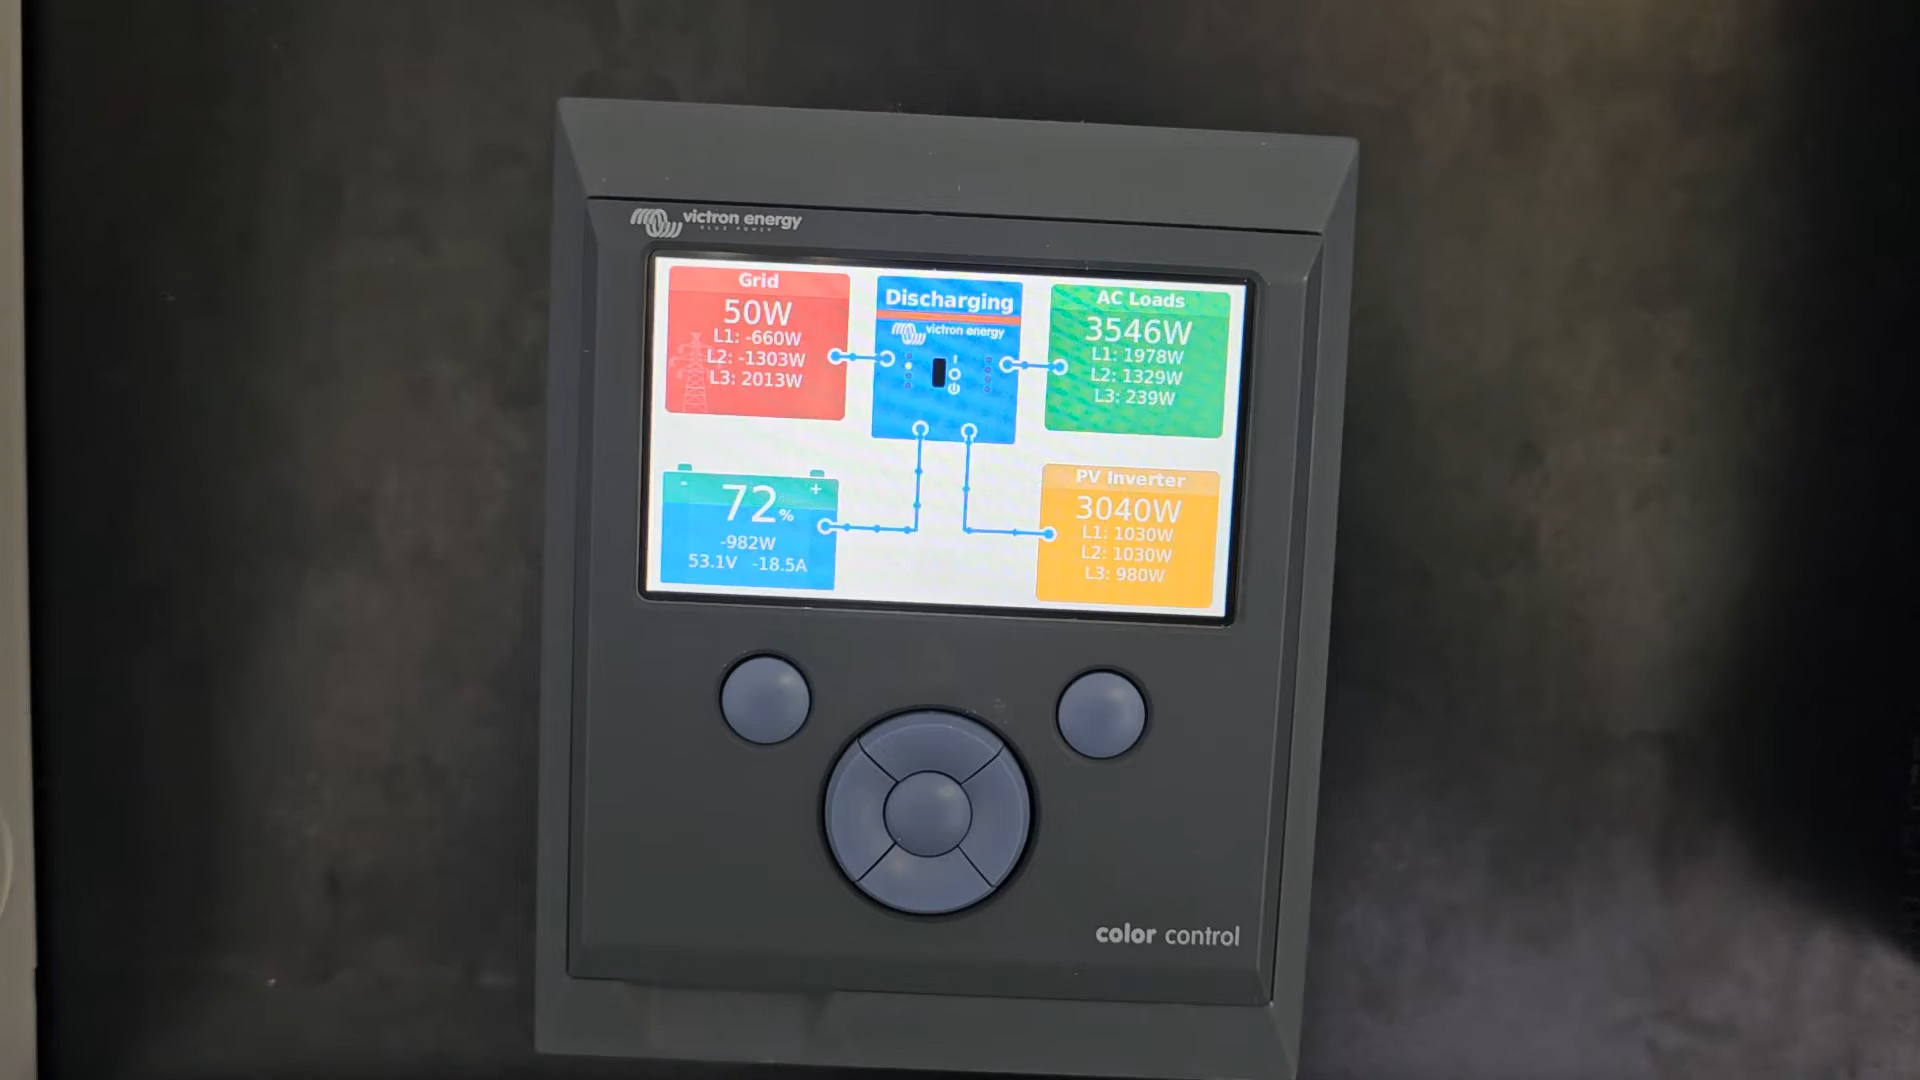 victron energy
BLUE POWER
Grid
50W
L1: -660W
L2: -1303W
L3: 2013W
Discharging
victron energy
AC Loads
3546W
L1: 1978W
L2: 1329W
L3: 239W
- +
72%
-982W
53.1V -18.5A
PV Inverter
3040W
L1: 1030W
L2: 1030W
L3: 980W
color control